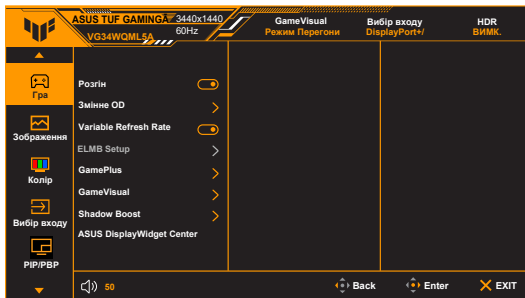 ASUS TUF GAMING
VG34WQML5A
3440x1440
60Hz
GameVisual
Режим Перегони
Вибір входу
DisplayPort+/
HDR
ВИМК.
Гра
Зображення
Колір
Вибір входу
PIP/PBP
Розгін
Змінне OD
Variable Refresh Rate
ELMB Setup
GamePlus
GameVisual
Shadow Boost
ASUS DisplayWidget Center
50
Back
Enter
EXIT